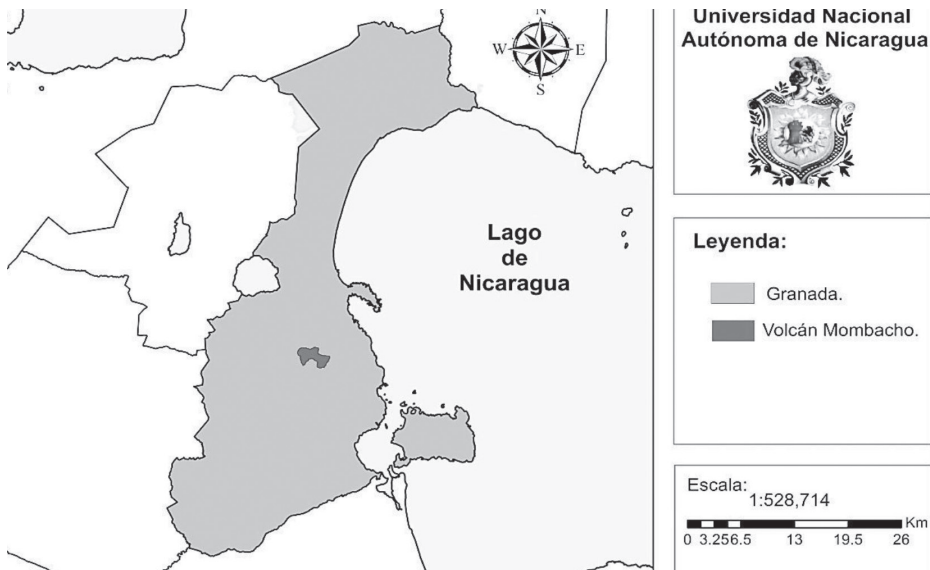 N
W E
S
Lago
de
Nicaragua
Universidad Nacional
Autónoma de Nicaragua
Leyenda:
Granada.
Volcán Mombacho.
Escala:
1:528,714
Km
0 3.256.5 13 19.5 26